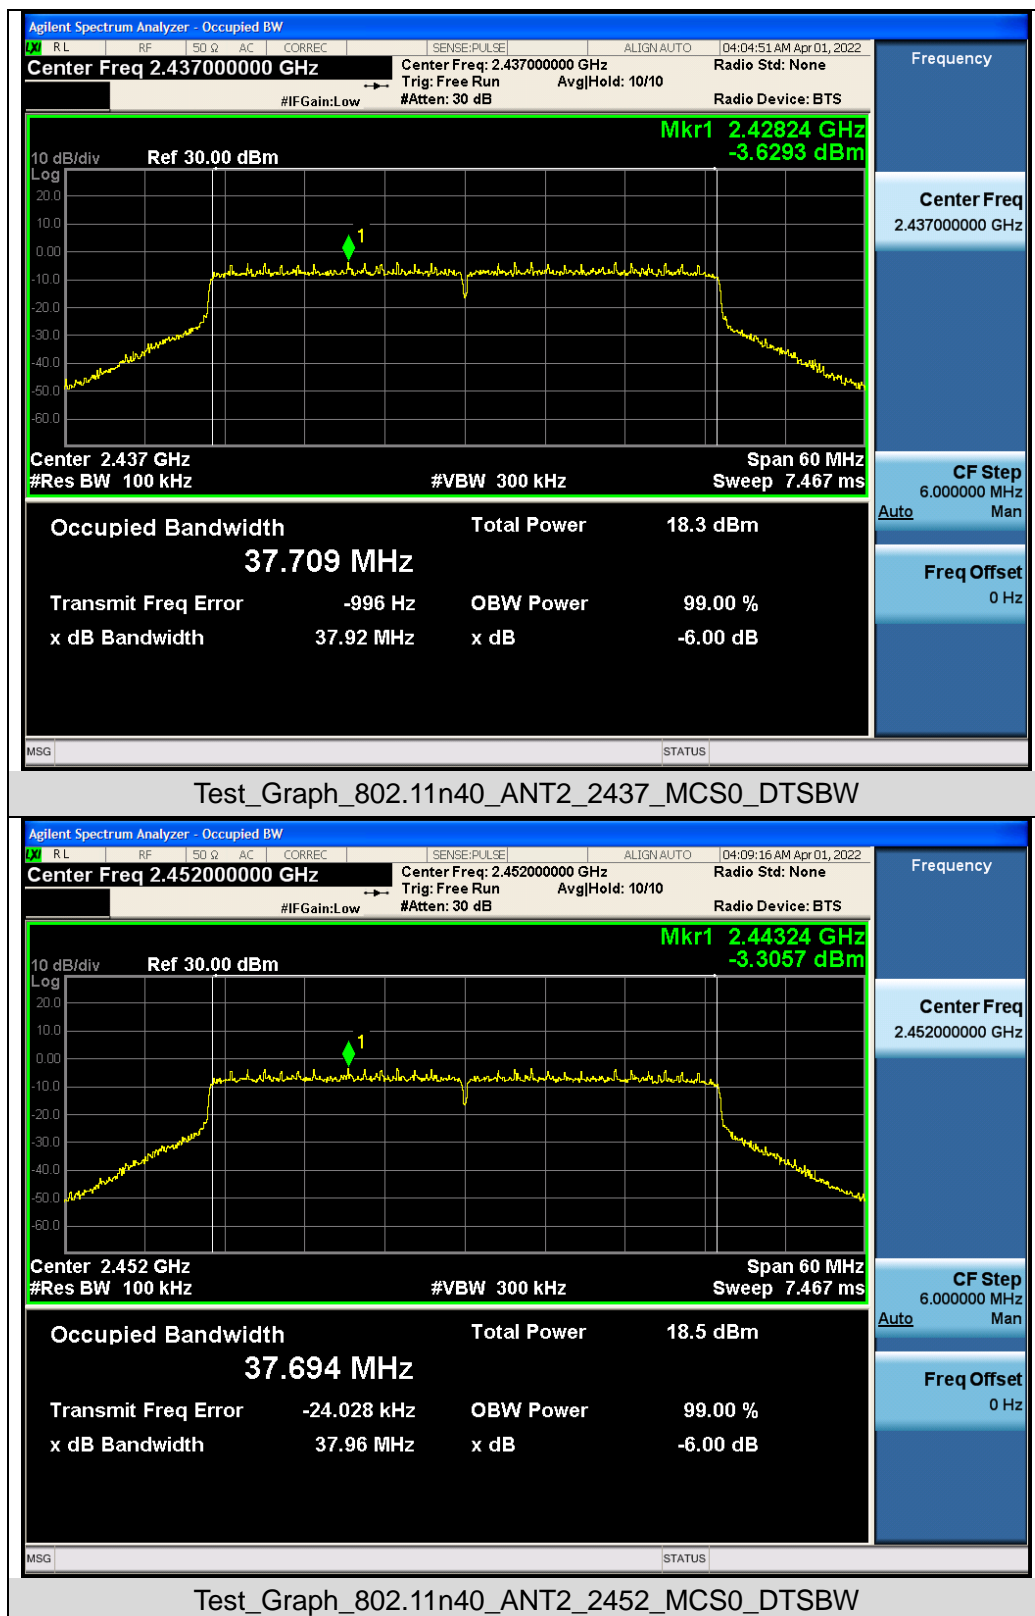 Agilent Spectrum Analyzer - Occupied BW
LXI RL RF 50 Ω AC CORREC SENSE:PULSE ALIGN AUTO 04:04:51 AM Apr 01, 2022
Center Freq 2.437000000 GHz Center Freq: 2.437000000 GHz Radio Std: None
Trig: Free Run Avg|Hold: 10/10
#IFGain:Low #Atten: 30 dB Radio Device: BTS
Frequency
Mkr1 2.42824 GHz
-3.6293 dBm
10 dB/div Ref 30.00 dBm
Log
20.0
10.0
0.00
-10.0
-20.0
-30.0
-40.0
-50.0
-60.0
1
Center 2.437 GHz Span 60 MHz
#Res BW 100 kHz #VBW 300 kHz Sweep 7.467 ms
Center Freq
2.437000000 GHz
CF Step
6.000000 MHz
Auto Man
Freq Offset
0 Hz
Occupied Bandwidth Total Power 18.3 dBm
37.709 MHz
Transmit Freq Error -996 Hz OBW Power 99.00 %
x dB Bandwidth 37.92 MHz x dB -6.00 dB
MSG STATUS
Test_Graph_802.11n40_ANT2_2437_MCS0_DTSBW
Agilent Spectrum Analyzer - Occupied BW
LXI RL RF 50 Ω AC CORREC SENSE:PULSE ALIGN AUTO 04:09:16 AM Apr 01, 2022
Center Freq 2.452000000 GHz Center Freq: 2.452000000 GHz Radio Std: None
Trig: Free Run Avg|Hold: 10/10
#IFGain:Low #Atten: 30 dB Radio Device: BTS
Frequency
Mkr1 2.44324 GHz
-3.3057 dBm
10 dB/div Ref 30.00 dBm
Log
20.0
10.0
0.00
-10.0
-20.0
-30.0
-40.0
-50.0
-60.0
1
Center 2.452 GHz Span 60 MHz
#Res BW 100 kHz #VBW 300 kHz Sweep 7.467 ms
Center Freq
2.452000000 GHz
CF Step
6.000000 MHz
Auto Man
Freq Offset
0 Hz
Occupied Bandwidth Total Power 18.5 dBm
37.694 MHz
Transmit Freq Error -24.028 kHz OBW Power 99.00 %
x dB Bandwidth 37.96 MHz x dB -6.00 dB
MSG STATUS
Test_Graph_802.11n40_ANT2_2452_MCS0_DTSBW